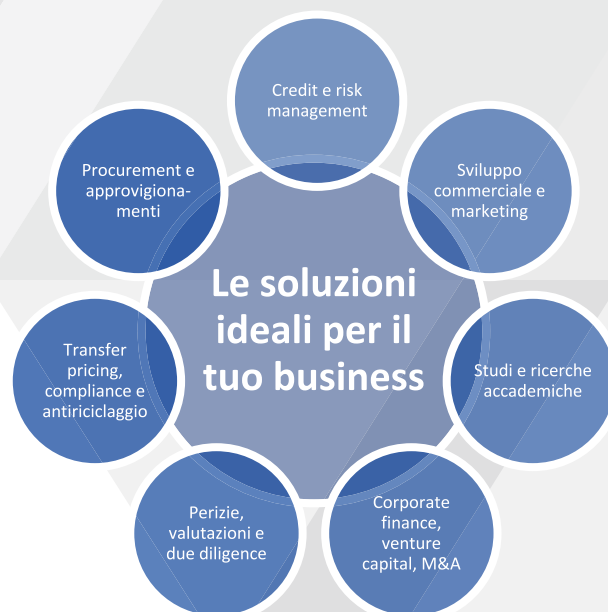 Credit e risk
management
Sviluppo
commerciale e
marketing
Studi e ricerche
accademiche
Corporate
finance,
venture
capital, M&A
Perizie,
valutazioni e
due diligence
Transfer
pricing,
compliance e
antiriciclaggio
Procurement e
approvigiona-
menti
Le soluzioni
ideali per il
tuo business